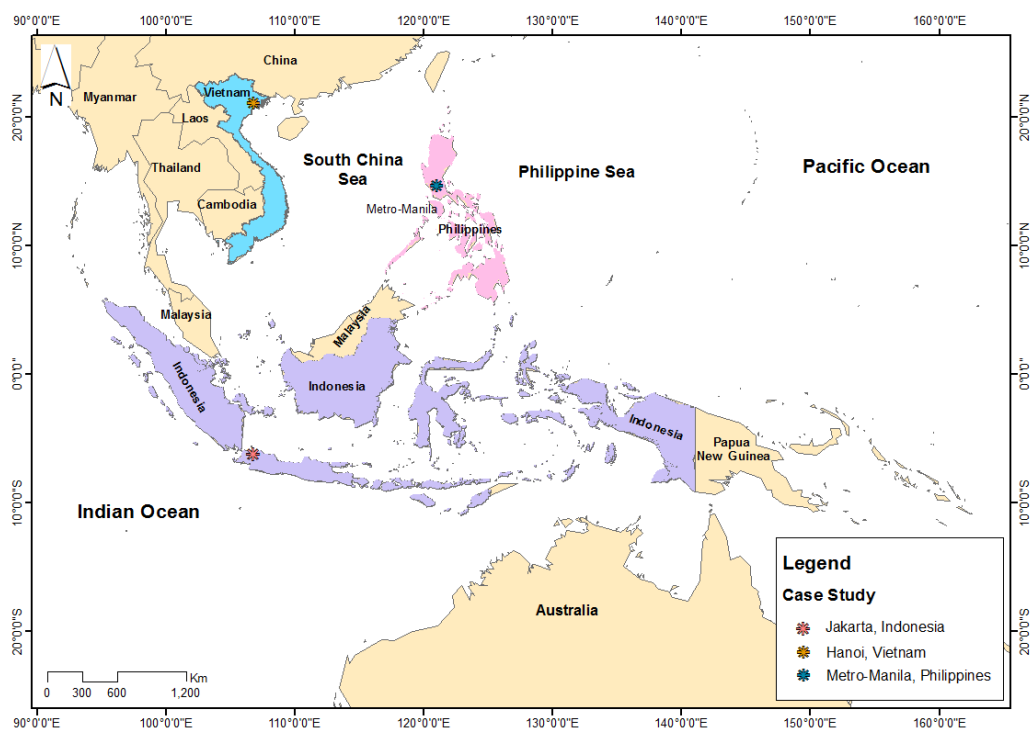 90°0'0"E 100°0'0"E 110°0'0"E 120°0'0"E 130°0'0"E 140°0'0"E 150°0'0"E 160°0'0"E
N
China
Myanmar
Vietnam
Laos
20°0'0"N 20°0'0"N
Thailand
South China
Sea
Philippine Sea
Pacific Ocean
Cambodia
Metro-Manila
Philippines
10°0'0"N 10°0'0"N
Malaysia
Malaysia
0°0'0" 0°0'0"
Indonesia
Indonesia
Indonesia
Papua
New Guinea
10°0'0"S 10°0'0"S
Indian Ocean
Australia
20°0'0"S 20°0'0"S
Legend
Case Study
Jakarta, Indonesia
Hanoi, Vietnam
Metro-Manila, Philippines
Km
0 300 600 1,200
90°0'0"E 100°0'0"E 110°0'0"E 120°0'0"E 130°0'0"E 140°0'0"E 150°0'0"E 160°0'0"E